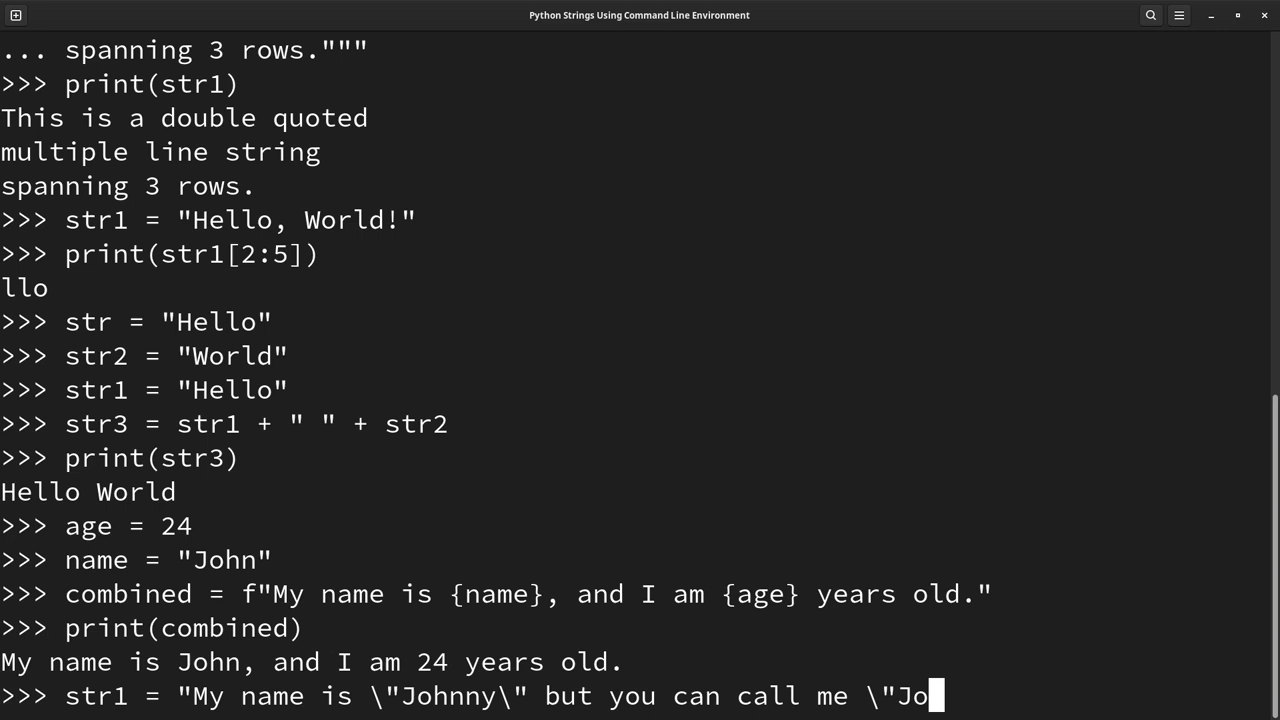 Python Strings Using Command Line Environment
... spanning 3 rows."""
>>> print(str1)
This is a double quoted
multiple line string
spanning 3 rows.
>>> str1 = "Hello, World!"
>>> print(str1[2:5])
llo
>>> str = "Hello"
>>> str2 = "World"
>>> str1 = "Hello"
>>> str3 = str1 + " " + str2
>>> print(str3)
Hello World
>>> age = 24
>>> name = "John"
>>> combined = f"My name is {name}, and I am {age} years old."
>>> print(combined)
My name is John, and I am 24 years old.
>>> str1 = "My name is \"Johnny\" but you can call me \"Jo